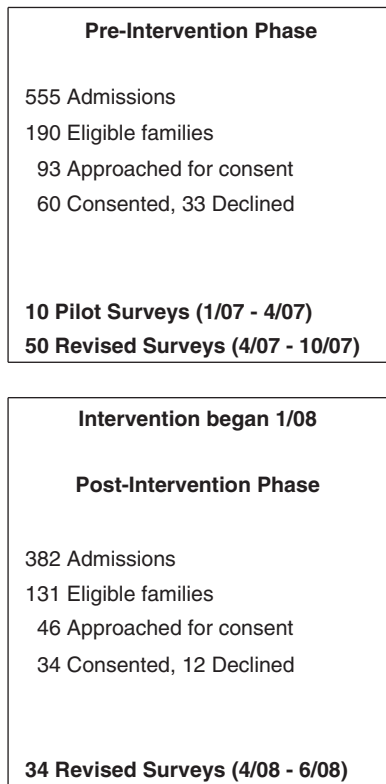 Pre-Intervention Phase
555 Admissions
190 Eligible families
93 Approached for consent
60 Consented, 33 Declined
10 Pilot Surveys (1/07 - 4/07)
50 Revised Surveys (4/07 - 10/07)
Intervention began 1/08
Post-Intervention Phase
382 Admissions
131 Eligible families
46 Approached for consent
34 Consented, 12 Declined
34 Revised Surveys (4/08 - 6/08)